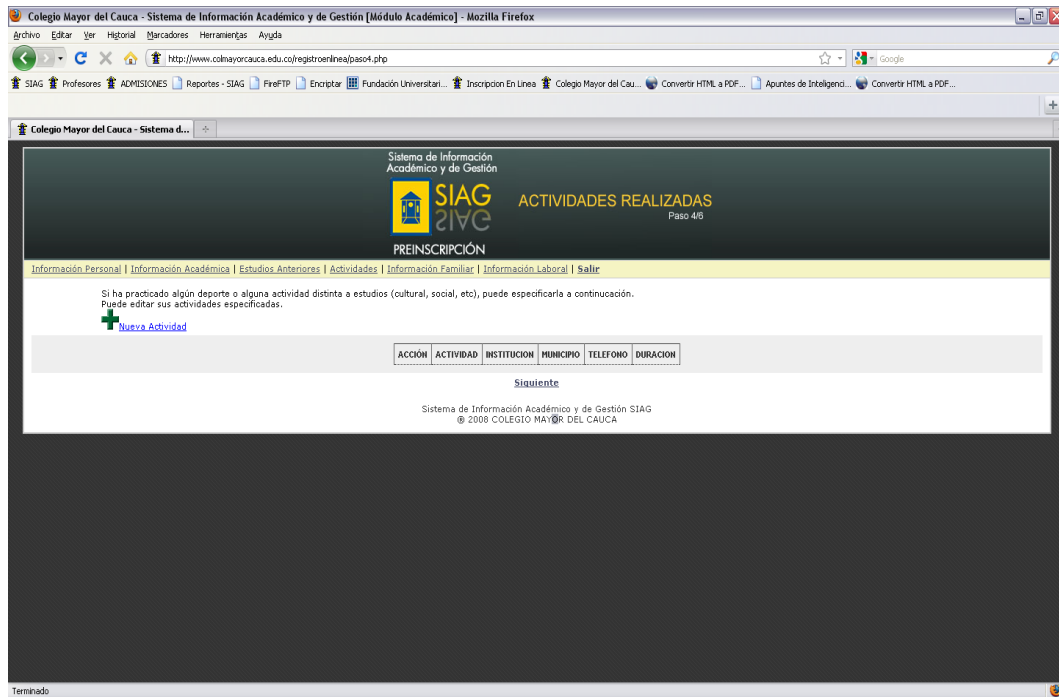 Colegio Mayor del Cauca - Sistema de Información Académico y de Gestión [Módulo Académico] - Mozilla Firefox
Archivo Editar Ver Historial Marcadores Herramientas Ayuda
http://www.colmayorcauca.edu.co/registroenlinea/paso4.php
Google
SIAG Profesores ADMISIONES Reportes - SIAG FireFTP Encriptar Fundación Universitari... Inscripcion En Linea Colegio Mayor del Cau... Convertir HTML a PDF... Apuntes de Inteligenci... Convertir HTML a PDF...
Colegio Mayor del Cauca - Sistema d...
Sistema de Información
Académico y de Gestión
SIAG
ACTIVIDADES REALIZADAS
Paso 4/6
PREINSCRIPCIÓN
Información Personal | Información Académica | Estudios Anteriores | Actividades | Información Familiar | Información Laboral | Salir
Si ha practicado algún deporte o alguna actividad distinta a estudios (cultural, social, etc), puede especificarla a continucación.
Puede editar sus actividades especificadas.
Nueva Actividad
ACCIÓN ACTIVIDAD INSTITUCION MUNICIPIO TELEFONO DURACION
Siguiente
Sistema de Información Académico y de Gestión SIAG
® 2008 COLEGIO MAYOR DEL CAUCA
Terminado